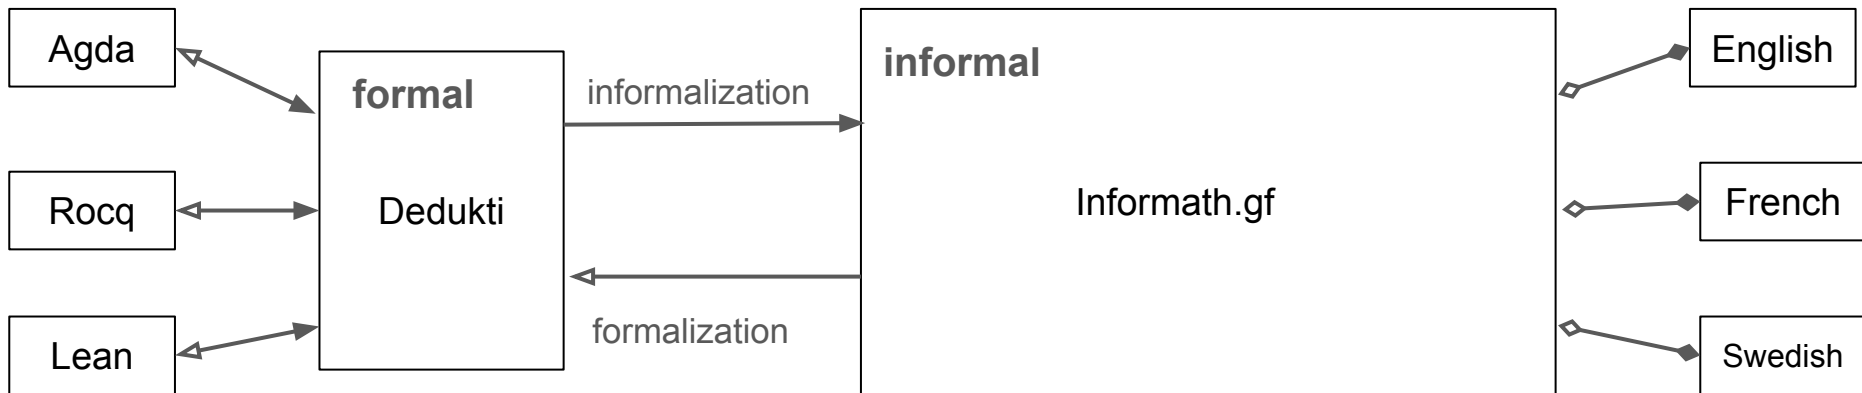 Agda
Rocq
Lean
formal
Dedukti
informalization
formalization
informal
Informath.gf
English
French
Swedish